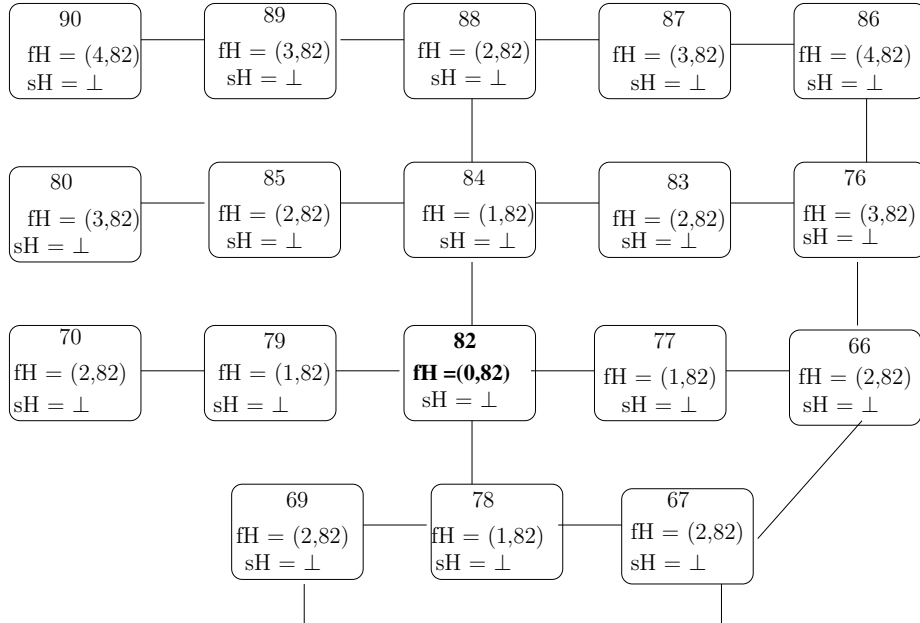 90
fH = (4,82)
sH = ⊥
89
fH = (3,82)
sH = ⊥
88
fH = (2,82)
sH = ⊥
87
fH = (3,82)
sH = ⊥
86
fH = (4,82)
sH = ⊥
80
fH = (3,82)
sH = ⊥
85
fH = (2,82)
sH = ⊥
84
fH = (1,82)
sH = ⊥
83
fH = (2,82)
sH = ⊥
76
fH = (3,82)
sH = ⊥
70
fH = (2,82)
sH = ⊥
79
fH = (1,82)
sH = ⊥
82
fH =(0,82)
sH = ⊥
77
fH = (1,82)
sH = ⊥
66
fH = (2,82)
sH = ⊥
69
fH = (2,82)
sH = ⊥
78
fH = (1,82)
sH = ⊥
67
fH = (2,82)
sH = ⊥